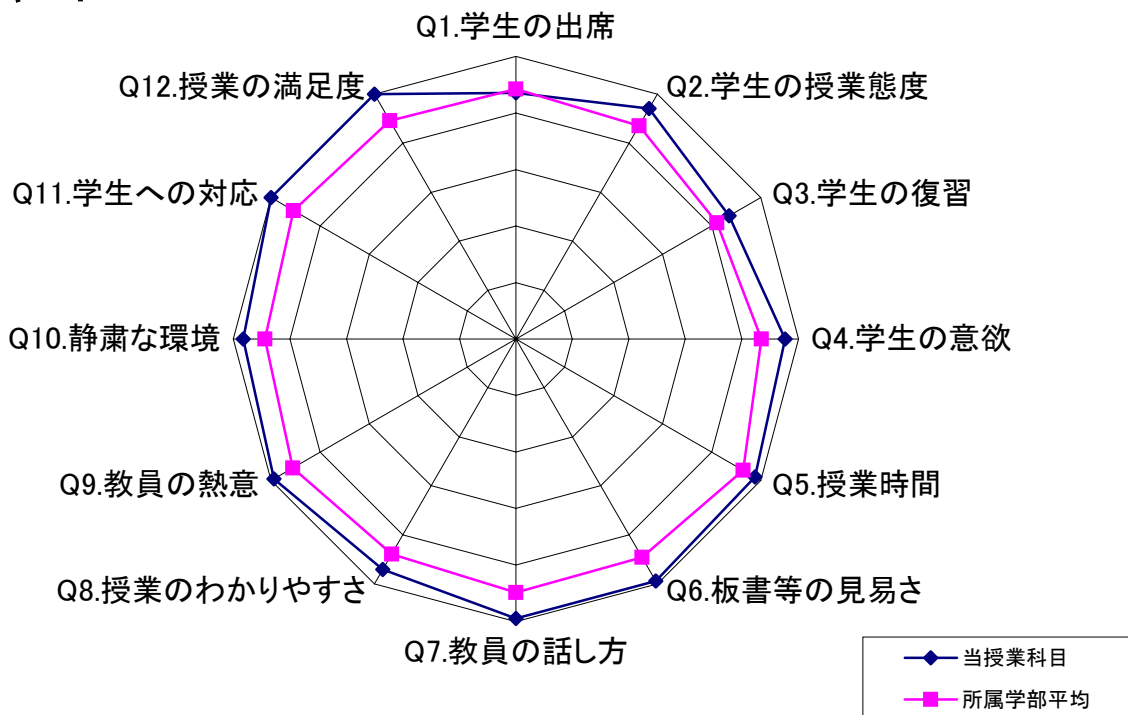 Q1.学生の出席
Q2.学生の授業態度
Q3.学生の復習
Q4.学生の意欲
Q5.授業時間
Q6.板書等の見易さ
Q7.教員の話し方
Q8.授業のわかりやすさ
Q9.教員の熱意
Q10.静粛な環境
Q11.学生への対応
Q12.授業の満足度
当授業科目
所属学部平均